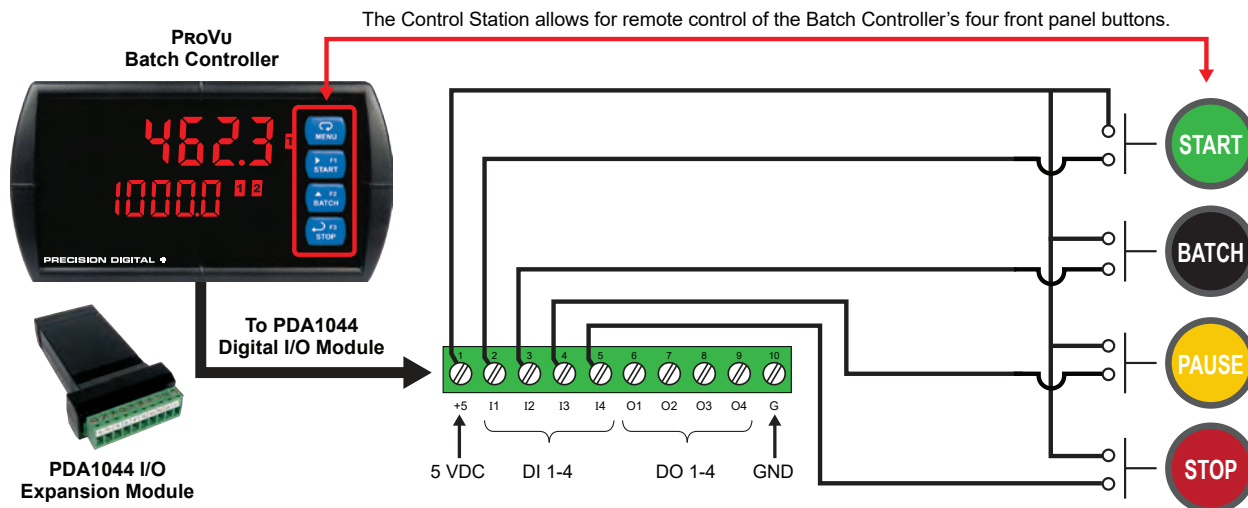 The Control Station allows for remote control of the Batch Controller's four front panel buttons.
PROVU
Batch Controller
462.3
T
1000.0
1 2
MENU
F1
START
F2
BATCH
F3
STOP
PRECISION DIGITAL
To PDA1044
Digital I/O Module
PDA1044 I/O
Expansion Module
1 2 3 4 5 6 7 8 9 10
+5 I1 I2 I3 I4 O1 O2 O3 O4 G
5 VDC DI 1-4 DO 1-4 GND
START
BATCH
PAUSE
STOP